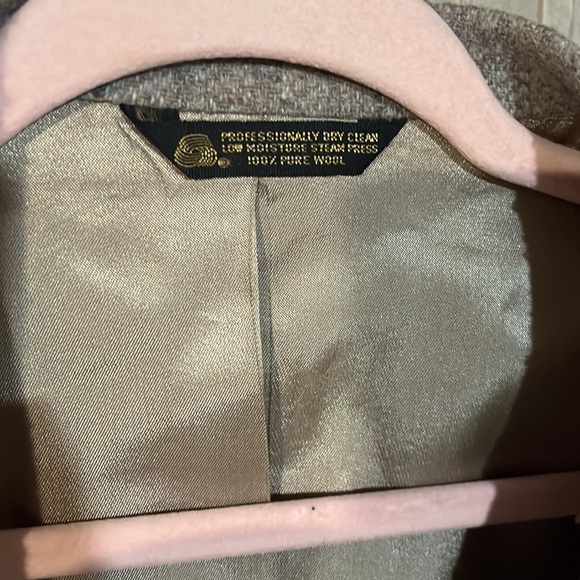 PROFESSIONALLY DRY CLEAN
LOW MOISTURE STEAM PRESS
100% PURE WOOL